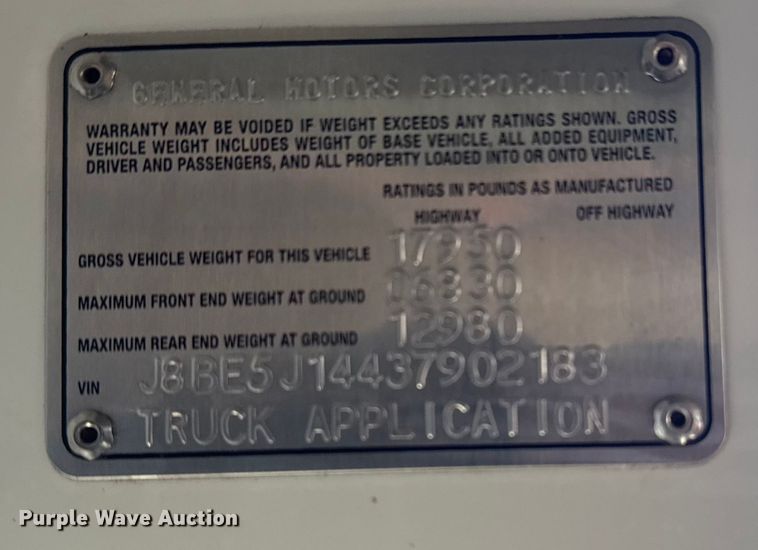 GENERAL MOTORS CORPORATION
WARRANTY MAY BE VOIDED IF WEIGHT EXCEEDS ANY RATINGS SHOWN. GROSS
VEHICLE WEIGHT INCLUDES WEIGHT OF BASE VEHICLE, ALL ADDED EQUIPMENT,
DRIVER AND PASSENGERS, AND ALL PROPERTY LOADED INTO OR ONTO VEHICLE.
RATINGS IN POUNDS AS MANUFACTURED
HIGHWAY OFF HIGHWAY
GROSS VEHICLE WEIGHT FOR THIS VEHICLE 17950
MAXIMUM FRONT END WEIGHT AT GROUND 06830
MAXIMUM REAR END WEIGHT AT GROUND 12980
VIN J8BE5J14437902183
TRUCK APPLICATION
Purple Wave Auction